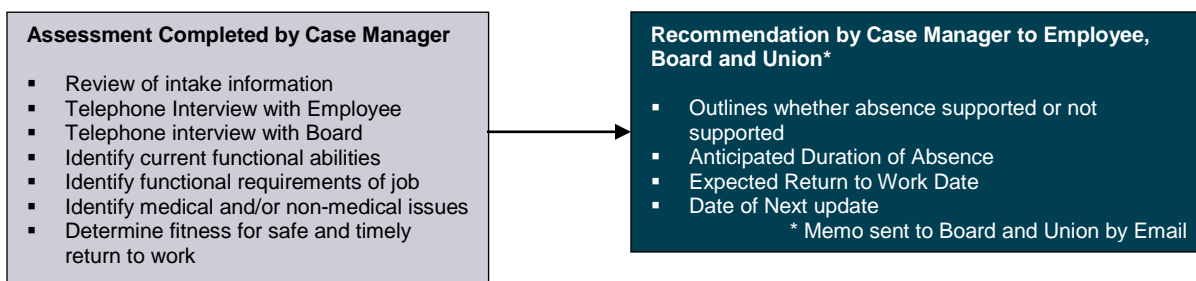 Assessment Completed by Case Manager
▪ Review of intake information
▪ Telephone Interview with Employee
▪ Telephone interview with Board
▪ Identify current functional abilities
▪ Identify functional requirements of job
▪ Identify medical and/or non-medical issues
▪ Determine fitness for safe and timely
return to work
Recommendation by Case Manager to Employee,
Board and Union*
▪ Outlines whether absence supported or not
supported
▪ Anticipated Duration of Absence
▪ Expected Return to Work Date
▪ Date of Next update
* Memo sent to Board and Union by Email